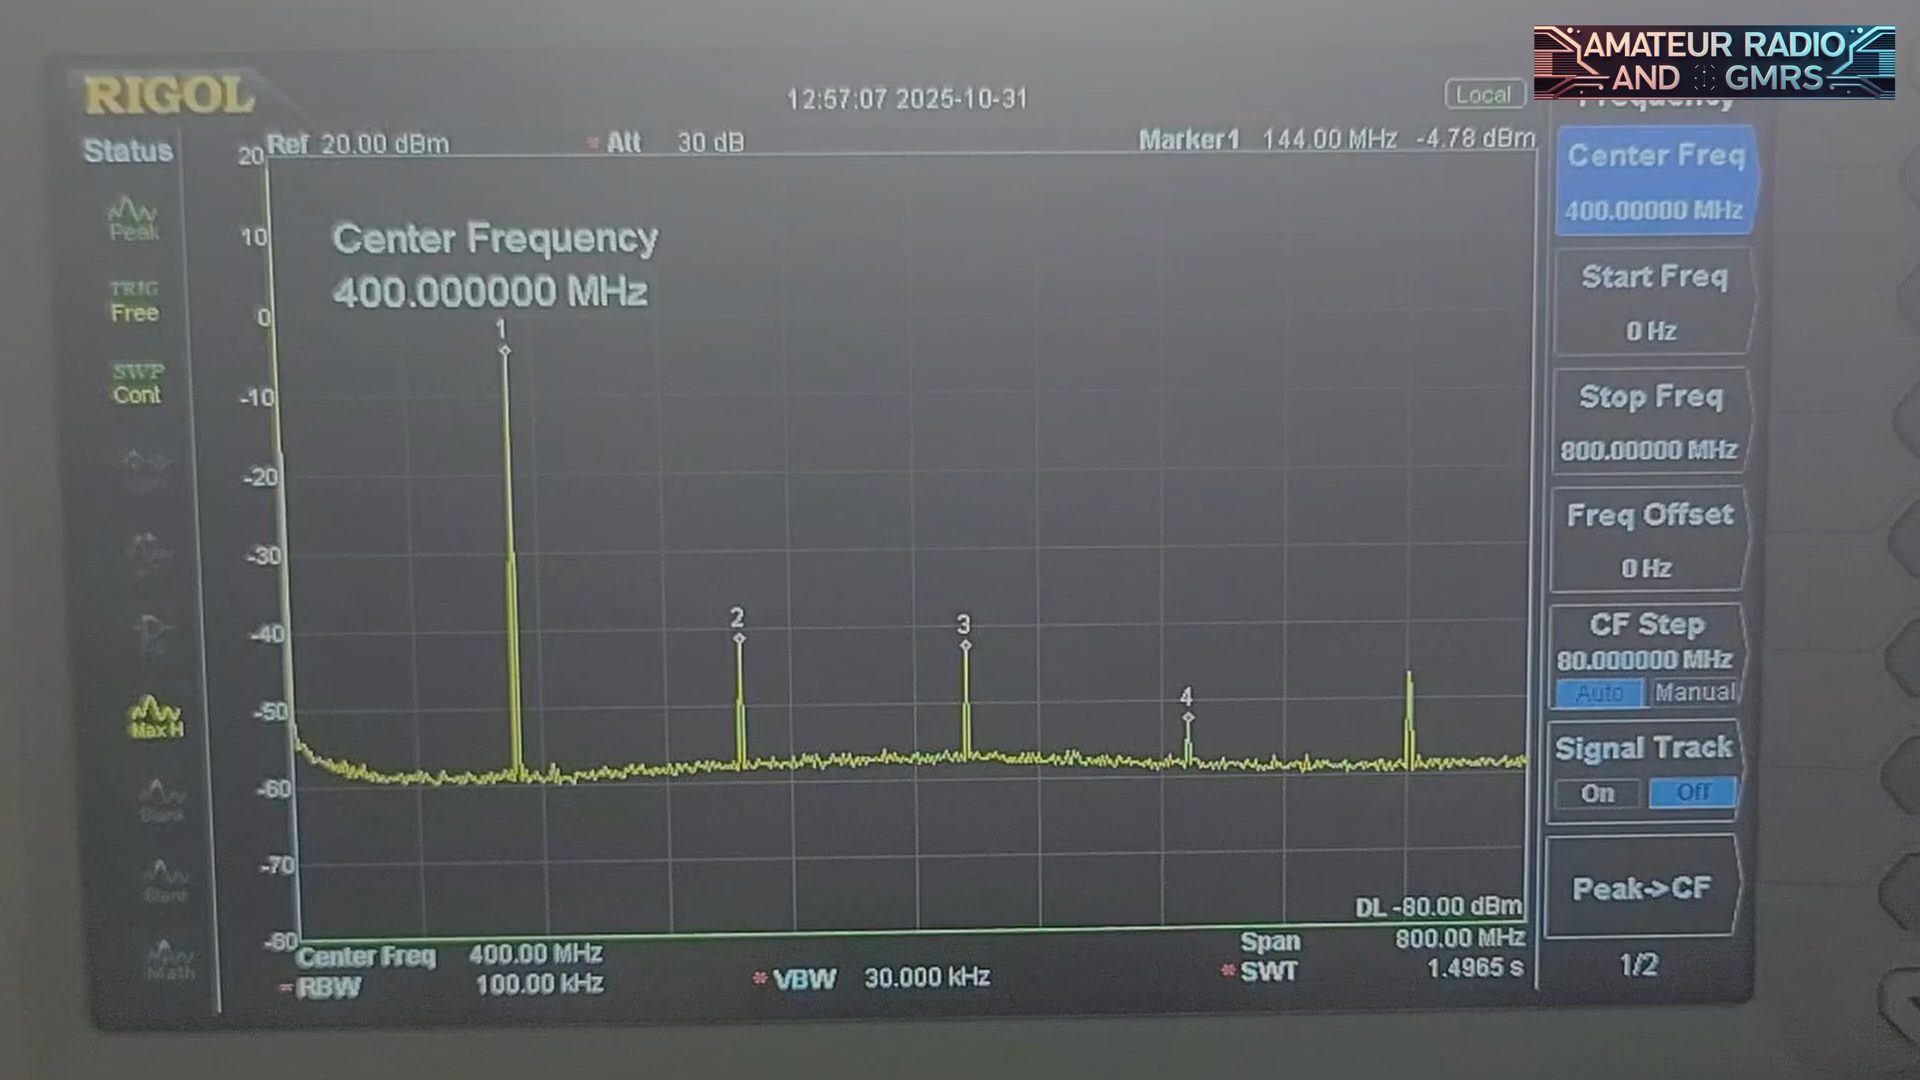 AMATEUR RADIO
AND GMRS
RIGOL
12:57:07 2025-10-31
Local
Frequency
Status
Ref 20.00 dBm
Att 30 dB
Marker1 144.00 MHz -4.78 dBm
Center Freq
400.00000 MHz
Start Freq
0 Hz
Stop Freq
800.00000 MHz
Freq Offset
0 Hz
CF Step
80.000000 MHz
Auto Manual
Signal Track
On Off
Peak->CF
1/2
Peak
TRIG
Free
SWP
Cont
Max H
Blank
Blank
Math
20
10
0
-10
-20
-30
-40
-50
-60
-70
-80
Center Frequency
400.000000 MHz
1
2
3
4
DL -80.00 dBm
Center Freq 400.00 MHz
Span 800.00 MHz
RBW 100.00 kHz
VBW 30.000 kHz
SWT 1.4965 s